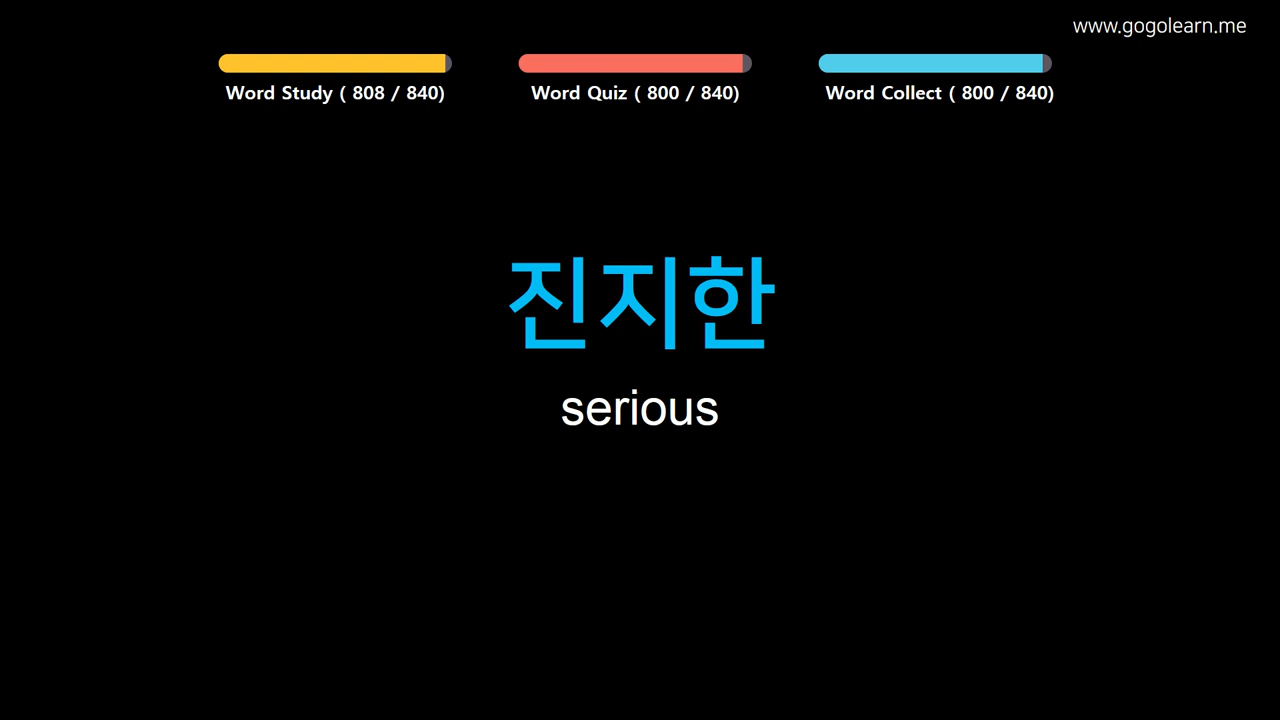 www.gogolearn.me
Word Study ( 808 / 840)
Word Quiz ( 800 / 840)
Word Collect ( 800 / 840)
진지한
serious